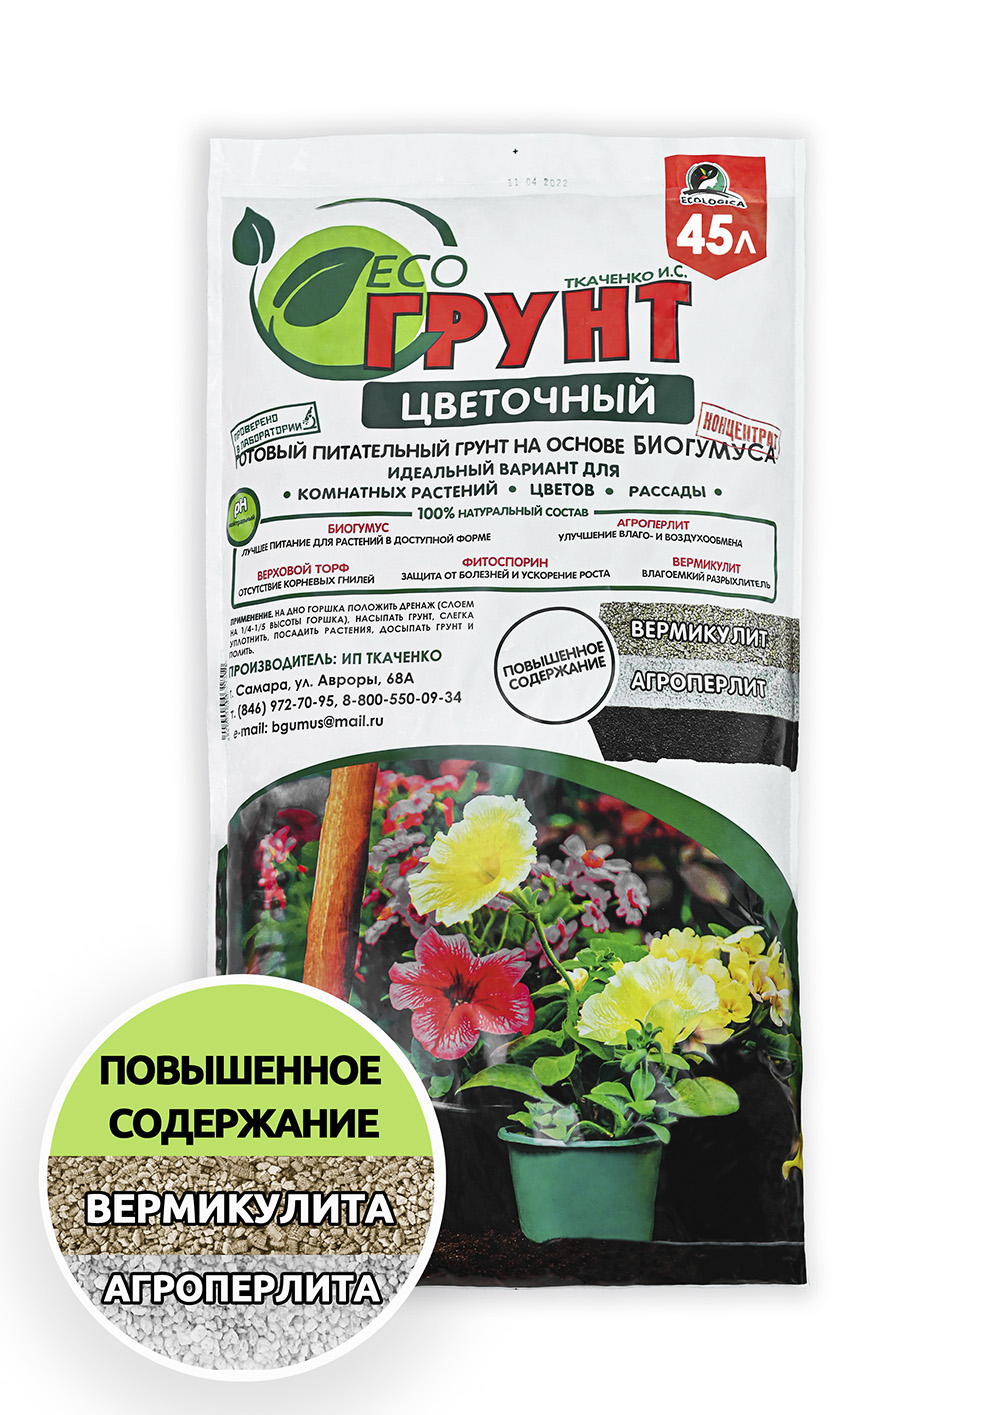 11 04 2022
ECOLOGICA
45л
ECO
ТКАЧЕНКО И.С.
ГРУНТ
ЦВЕТОЧНЫЙ
ПРОВЕРЕНО
В ЛАБОРАТОРИИ
КОНЦЕНТРАТ
ГОТОВЫЙ ПИТАТЕЛЬНЫЙ ГРУНТ НА ОСНОВЕ БИОГУМУСА
ИДЕАЛЬНЫЙ ВАРИАНТ ДЛЯ
• КОМНАТНЫХ РАСТЕНИЙ • ЦВЕТОВ • РАССАДЫ •
pH
100% НАТУРАЛЬНЫЙ СОСТАВ
БИОГУМУС
ЛУЧШЕЕ ПИТАНИЕ ДЛЯ РАСТЕНИЙ В ДОСТУПНОЙ ФОРМЕ
АГРОПЕРЛИТ
УЛУЧШЕНИЕ ВЛАГО- И ВОЗДУХООБМЕНА
ВЕРХОВОЙ ТОРФ
ОТСУТСТВИЕ КОРНЕВЫХ ГНИЛЕЙ
ФИТОСПОРИН
ЗАЩИТА ОТ БОЛЕЗНЕЙ И УСКОРЕНИЕ РОСТА
ВЕРМИКУЛИТ
ВЛАГОЕМКИЙ РАЗРЫХЛИТЕЛЬ
ПРИМЕНЕНИЕ. НА ДНО ГОРШКА ПОЛОЖИТЬ ДРЕНАЖ (СЛОЕМ
НА 1/4-1/5 ВЫСОТЫ ГОРШКА), НАСЫПАТЬ ГРУНТ, СЛЕГКА
УПЛОТНИТЬ, ПОСАДИТЬ РАСТЕНИЯ, ДОСЫПАТЬ ГРУНТ И
ПОЛИТЬ.
ПРОИЗВОДИТЕЛЬ: ИП ТКАЧЕНКО
г. Самара, ул. Авроры, 68А
т. (846) 972-70-95, 8-800-550-09-34
e-mail: bgumus@mail.ru
ПОВЫШЕННОЕ
СОДЕРЖАНИЕ
ВЕРМИКУЛИТ
АГРОПЕРЛИТ
ПОВЫШЕННОЕ
СОДЕРЖАНИЕ
ВЕРМИКУЛИТА
АГРОПЕРЛИТА